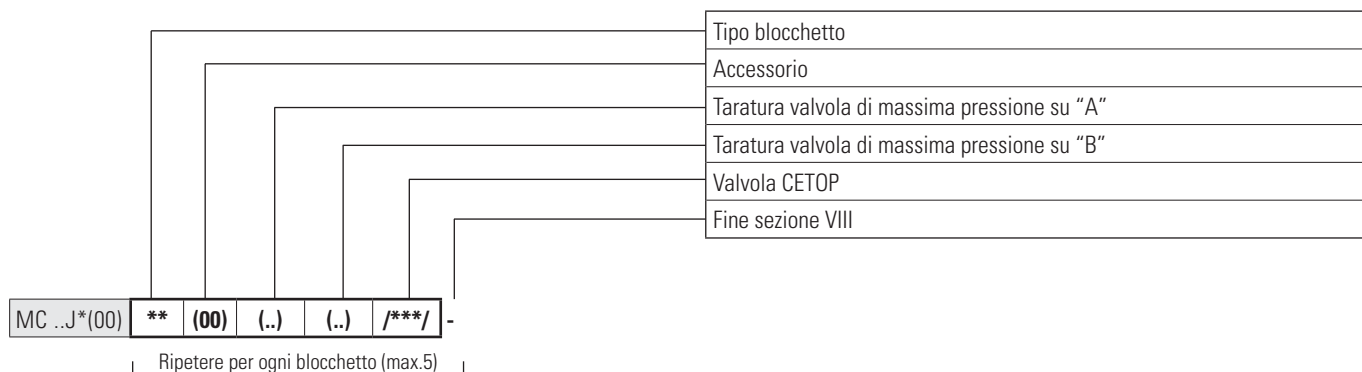 Tipo blocchetto
Accessorio
Taratura valvola di massima pressione su “A”
Taratura valvola di massima pressione su “B”
Valvola CETOP
Fine sezione VIII
MC ..J*(00) ** (00) (..) (..) /***/ -
Ripetere per ogni blocchetto (max.5)